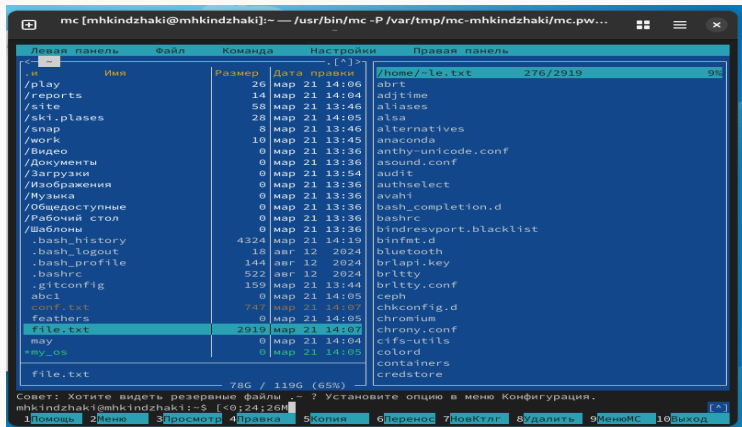 mc [mhkindzhaki@mhkindzhaki]:~ — /usr/bin/mc -P /var/tmp/mc-mhkindzhaki/mc.pw...
Левая панель Файл Команда Настройки Правая панель
<─ ~ ─.[^]>
.и Имя Размер Дата правки
/play 26 мар 21 14:06
/reports 14 мар 21 14:04
/site 58 мар 21 13:46
/ski.plases 28 мар 21 14:05
/snap 8 мар 21 13:46
/work 10 мар 21 13:45
/Видео 0 мар 21 13:36
/Документы 0 мар 21 13:36
/Загрузки 0 мар 21 13:54
/Изображения 0 мар 21 13:36
/Музыка 0 мар 21 13:36
/Общедоступные 0 мар 21 13:36
/Рабочий стол 0 мар 21 13:36
/Шаблоны 0 мар 21 13:36
.bash_history 4324 мар 21 14:19
.bash_logout 18 авг 12 2024
.bash_profile 144 авг 12 2024
.bashrc 522 авг 12 2024
.gitconfig 159 мар 21 13:44
abc1 0 мар 21 14:05
conf.txt 747 мар 21 14:07
feathers 0 мар 21 14:05
file.txt 2919 мар 21 14:07
may 0 мар 21 14:04
*my_os 0 мар 21 14:05
file.txt
78G / 119G (65%)
/home/~le.txt 276/2919 9%
abrt
adjtime
aliases
alsa
alternatives
anaconda
anthy-unicode.conf
asound.conf
audit
authselect
avahi
bash_completion.d
bashrc
bindresvport.blacklist
binfmt.d
bluetooth
brlapi.key
brltty
brltty.conf
ceph
chkconfig.d
chromium
chrony.conf
cifs-utils
colord
containers
credstore
Совет: Хотите видеть резервные файлы .~ ? Установите опцию в меню Конфигурация.
mhkindzhaki@mhkindzhaki:~$ [<0;24;26M [^]
1Помощь 2Меню 3Просмотр 4Правка 5Копия 6Перенос 7НовКтлг 8Удалить 9МенюMC 10Выход